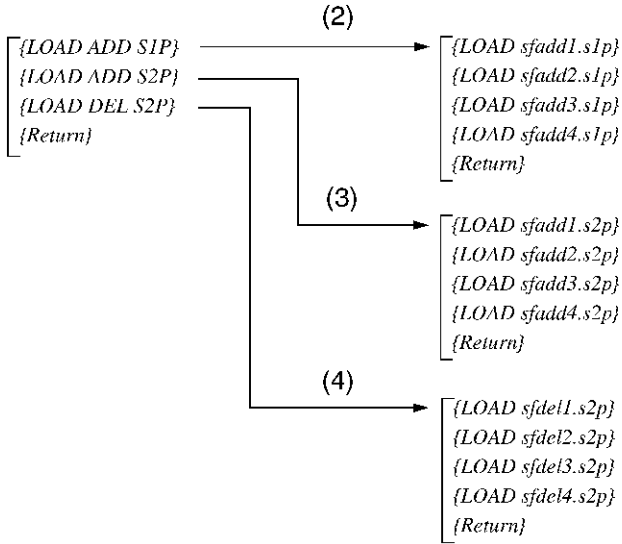 (2)
{LOAD ADD S1P}
{LOAD ADD S2P}
{LOAD DEL S2P}
{Return}
{LOAD sfadd1.s1p}
{LOAD sfadd2.s1p}
{LOAD sfadd3.s1p}
{LOAD sfadd4.s1p}
{Return}
(3)
{LOAD sfadd1.s2p}
{LOAD sfadd2.s2p}
{LOAD sfadd3.s2p}
{LOAD sfadd4.s2p}
{Return}
(4)
{LOAD sfdel1.s2p}
{LOAD sfdel2.s2p}
{LOAD sfdel3.s2p}
{LOAD sfdel4.s2p}
{Return}